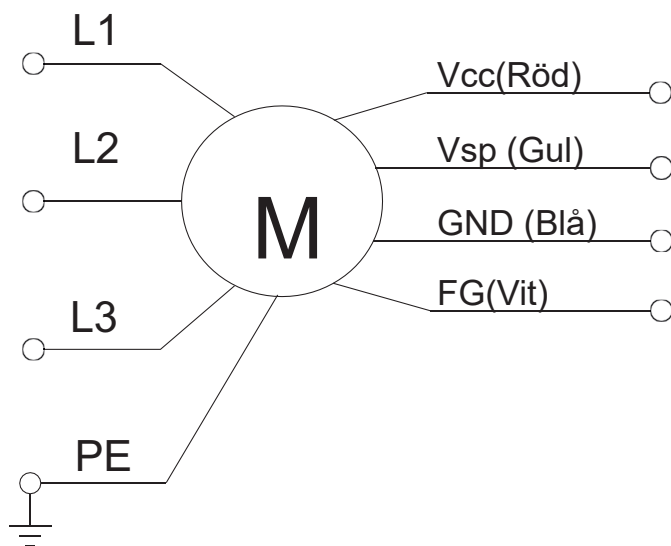 L1
L2
L3
PE
M
Vcc(Röd)
Vsp (Gul)
GND (Blå)
FG(Vit)